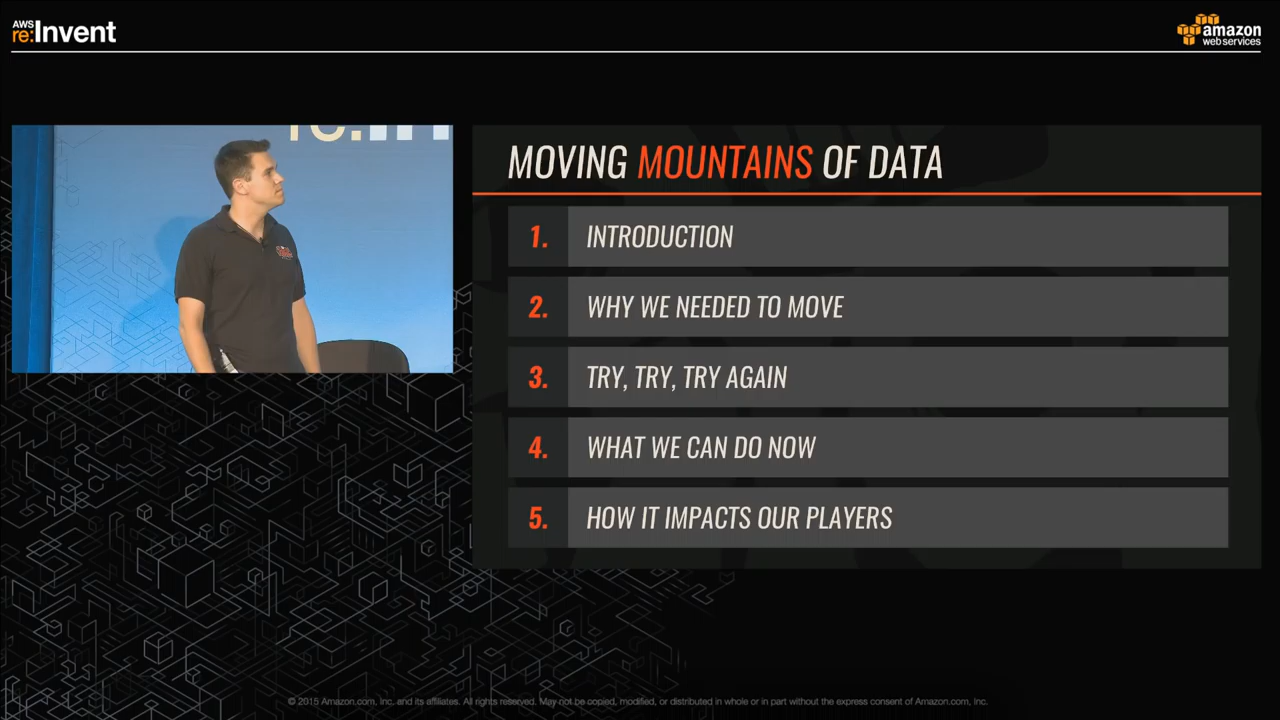 AWS
re:Invent
amazon
web services
re:In
MOVING MOUNTAINS OF DATA
1. INTRODUCTION
2. WHY WE NEEDED TO MOVE
3. TRY, TRY, TRY AGAIN
4. WHAT WE CAN DO NOW
5. HOW IT IMPACTS OUR PLAYERS
© 2015 Amazon.com, Inc. and its affiliates. All rights reserved. May not be copied, modified, or distributed in whole or in part without the express consent of Amazon.com, Inc.